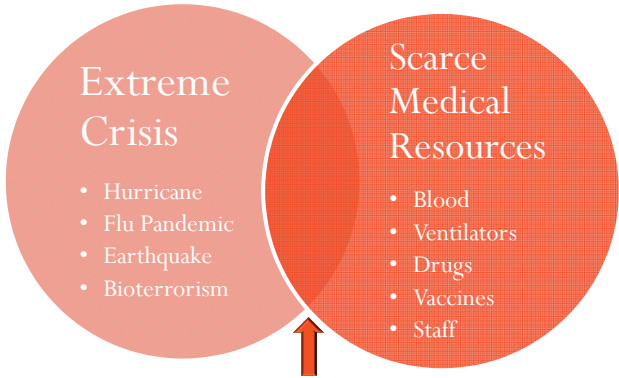 Extreme
Crisis
• Hurricane
• Flu Pandemic
• Earthquake
• Bioterrorism
Scarce
Medical
Resources
• Blood
• Ventilators
• Drugs
• Vaccines
• Staff